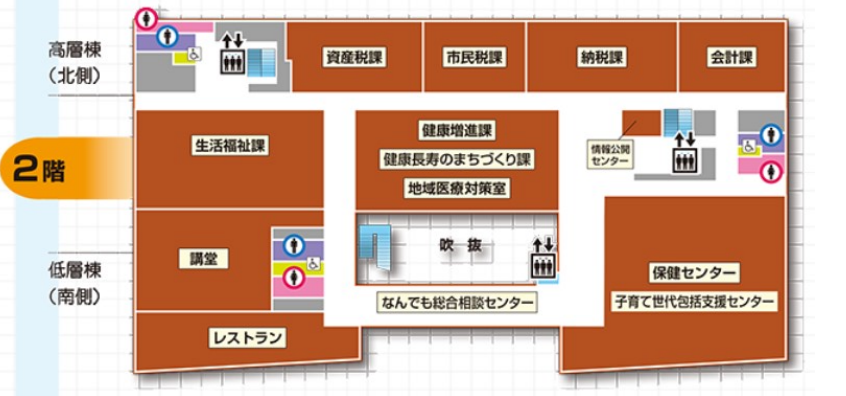 高層棟
（北側）
資産税課
市民税課
納税課
会計課
生活福祉課
健康増進課
健康長寿のまちづくり課
地域医療対策室
情報公開
センター
2階
講堂
吹 抜
低層棟
（南側）
保健センター
子育て世代包括支援センター
なんでも総合相談センター
レストラン